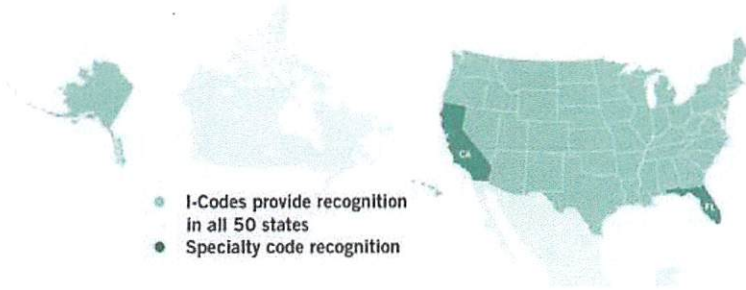 CA
FL
I-Codes provide recognition
in all 50 states
Specialty code recognition